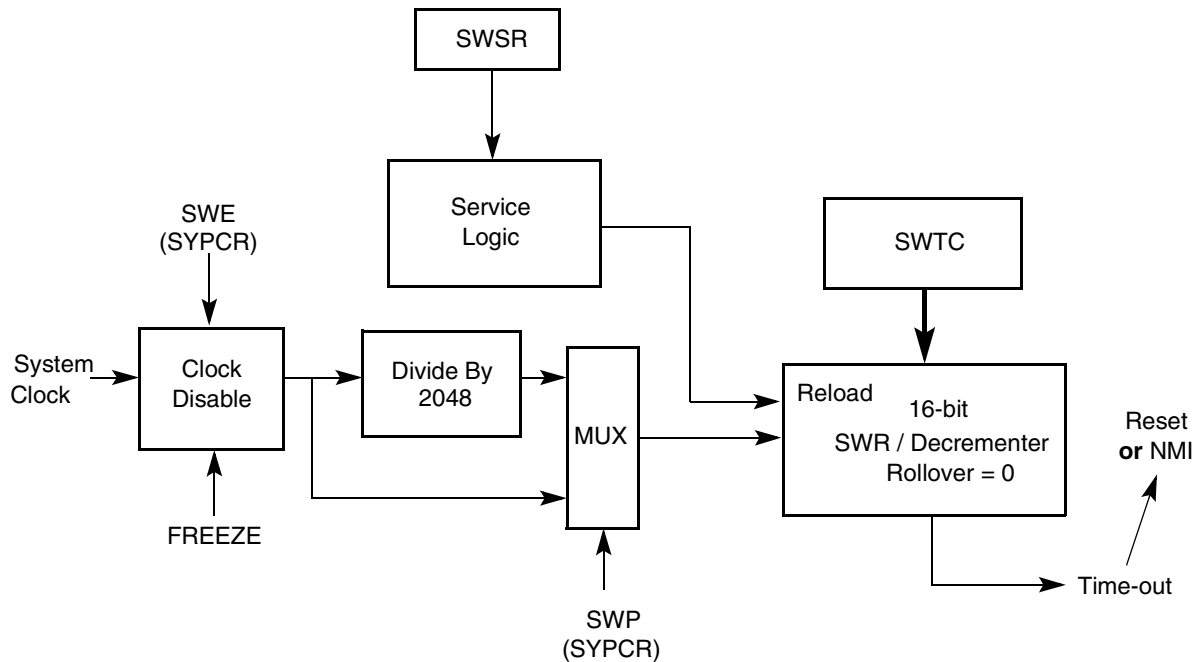 SWSR
Service
Logic
SWE
(SYPCR)
SWTC
System
Clock
Clock
Disable
Divide By
2048
MUX
Reload
16-bit
SWR / Decrementer
Rollover = 0
Reset
or NMI
FREEZE
Time-out
SWP
(SYPCR)